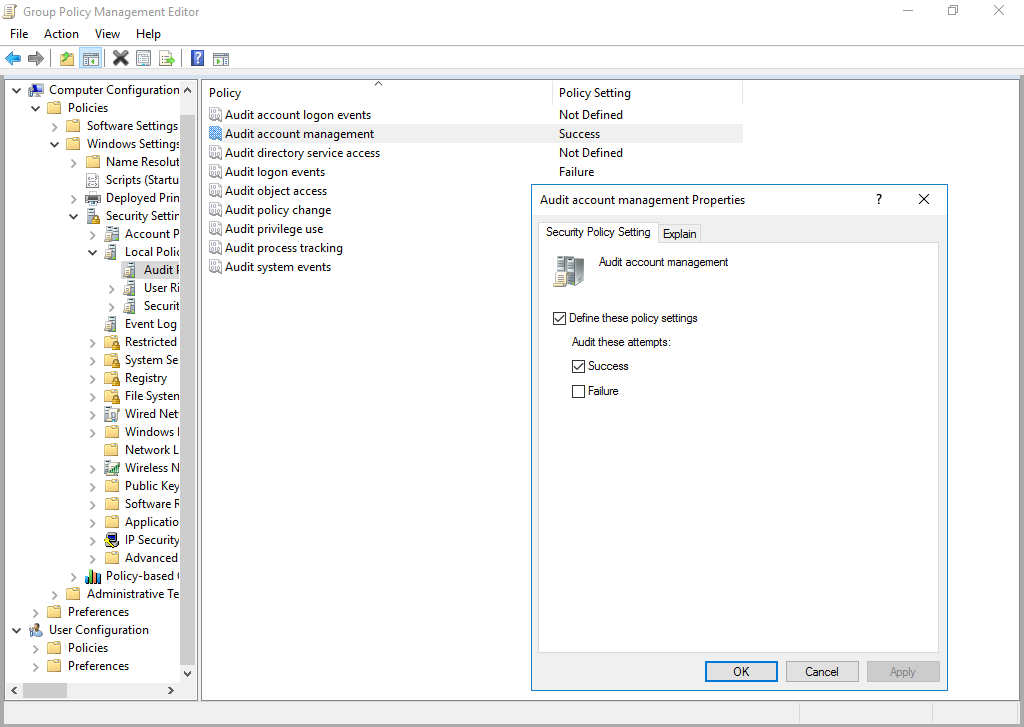 Group Policy Management Editor
File Action View Help
Computer Configuration
Policies
Software Settings
Windows Settings
Name Resolut
Scripts (Startu
Deployed Prin
Security Settin
Account P
Local Polic
Audit P
User Ri
Securit
Event Log
Restricted
System Se
Registry
File System
Wired Net
Windows
Network L
Wireless N
Public Key
Software R
Applicatio
IP Security
Advanced
Policy-based
Administrative Te
Preferences
User Configuration
Policies
Preferences
Policy Policy Setting
Audit account logon events Not Defined
Audit account management Success
Audit directory service access Not Defined
Audit logon events Failure
Audit object access
Audit policy change
Audit privilege use
Audit process tracking
Audit system events
Audit account management Properties ?
Security Policy Setting Explain
Audit account management
Define these policy settings
Audit these attempts:
Success
Failure
OK Cancel Apply